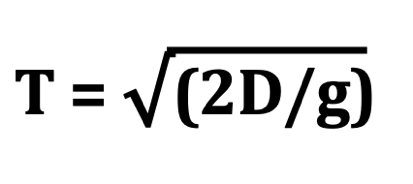 T = √(2D/g)